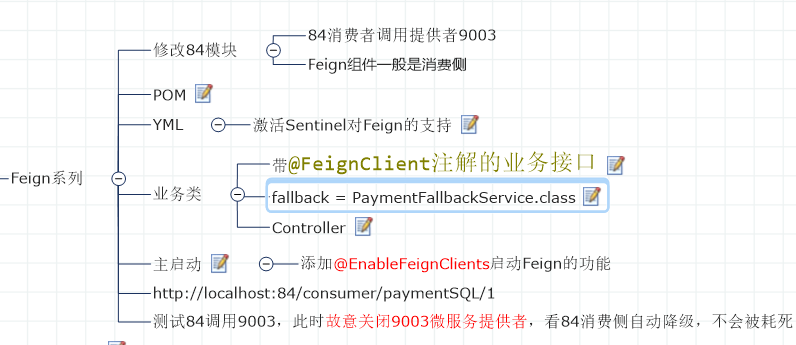 Feign系列
修改84模块
84消费者调用提供者9003
Feign组件一般是消费侧
POM
YML
激活Sentinel对Feign的支持
业务类
带@FeignClient注解的业务接口
fallback = PaymentFallbackService.class
Controller
主启动
添加@EnableFeignClients启动Feign的功能
http://localhost:84/consumer/paymentSQL/1
测试84调用9003，此时故意关闭9003微服务提供者，看84消费侧自动降级，不会被耗死